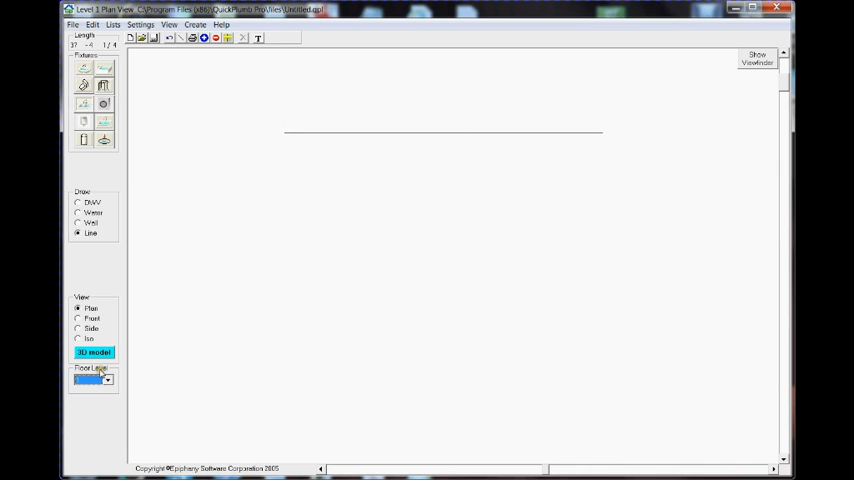 Level 1 Plan View C:\Program Files (x86)\QuickPlumb Pro\files\Untitled.qpl
File Edit Lists Settings View Create Help
Length
37 -4 1/4
T
Fixtures
Show
Viewfinder
Draw
DWV
Water
Wall
Line
View
Plan
Front
Side
Iso
3D model
Floor Level
Copyright ©Epiphany Software Corporation 2005